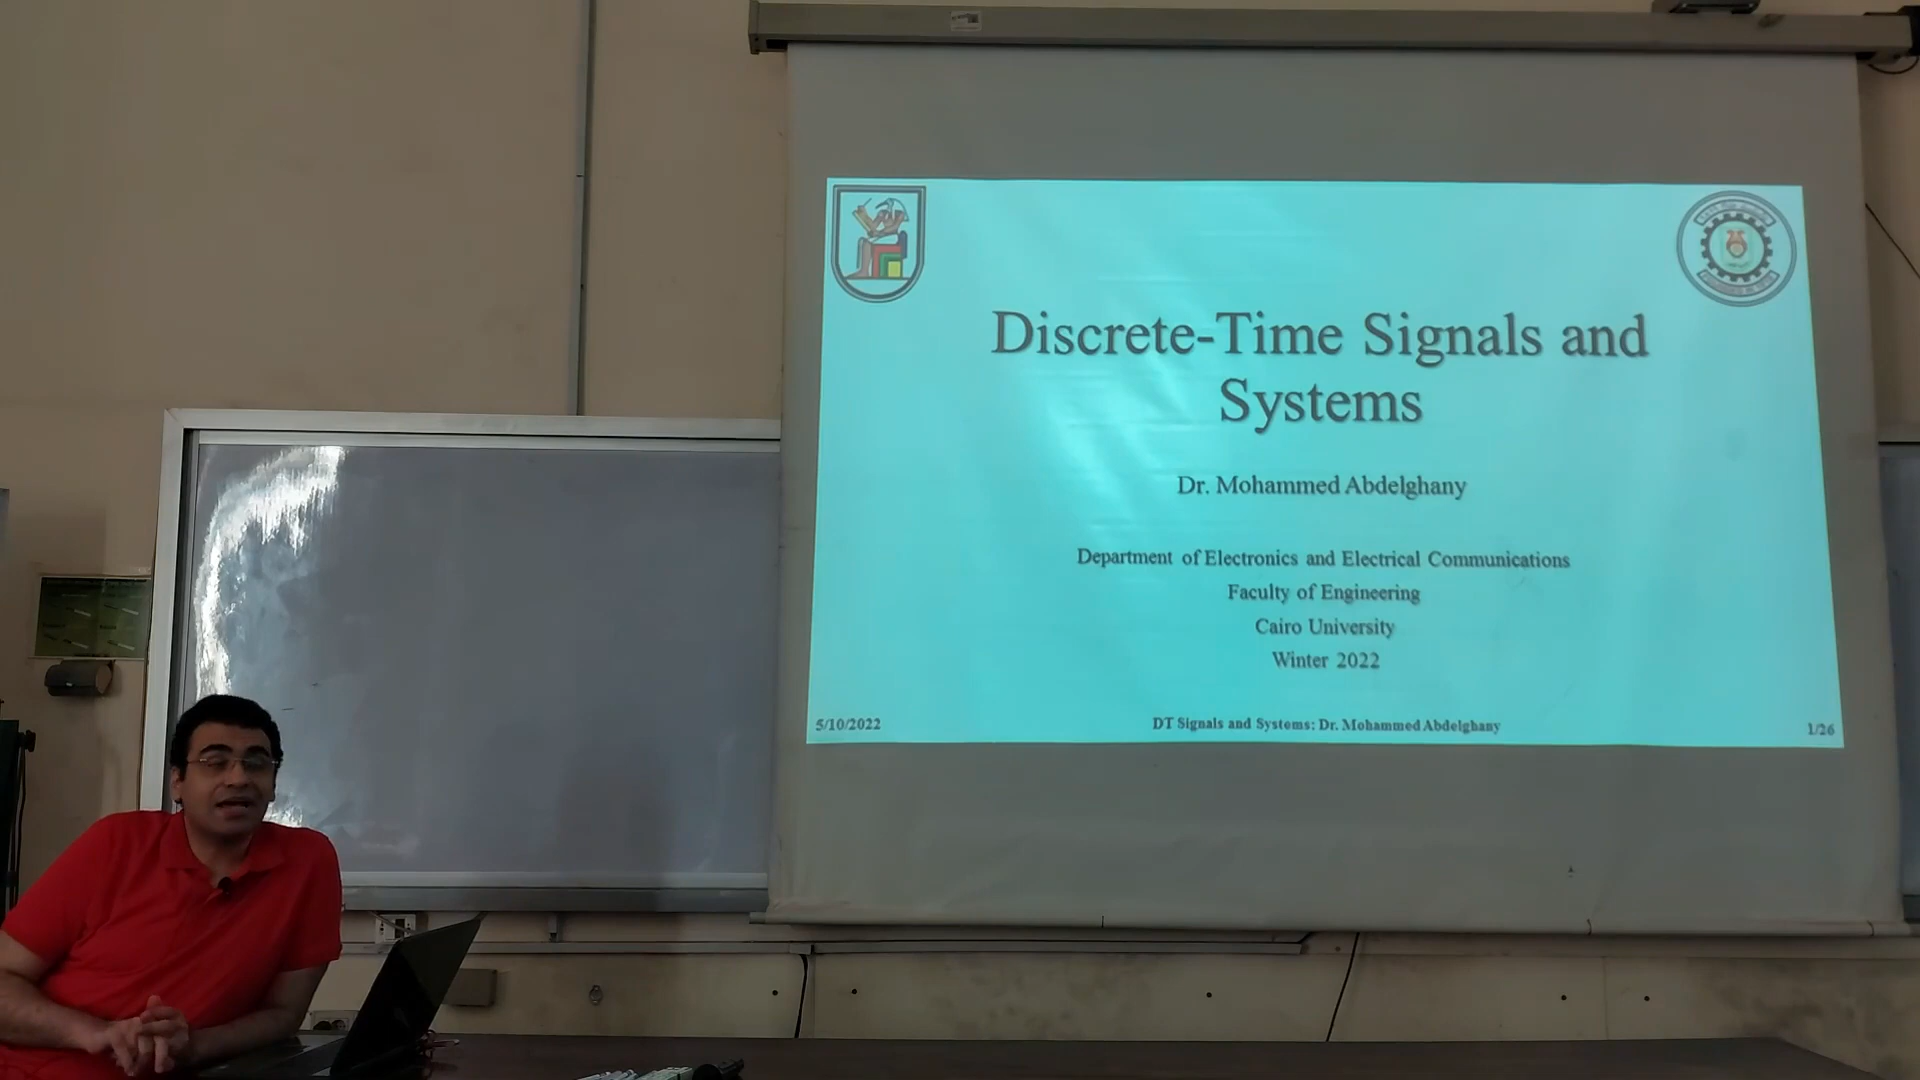 Discrete-Time Signals and
Systems
Dr. Mohammed Abdelghany
Department of Electronics and Electrical Communications
Faculty of Engineering
Cairo University
Winter 2022
5/10/2022
DT Signals and Systems: Dr. Mohammed Abdelghany
1/26